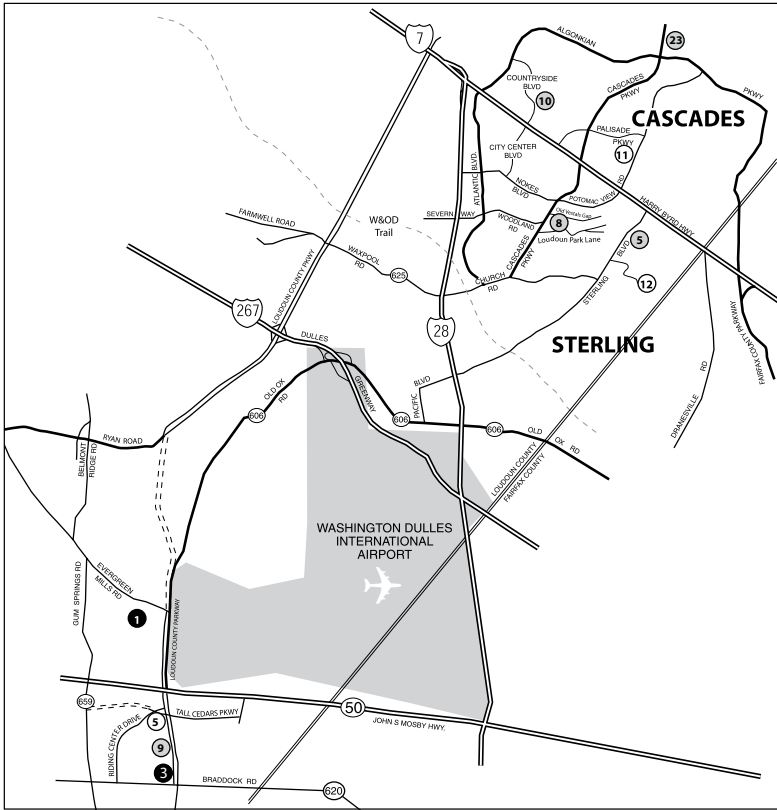 7
ALGONKIAN
23
COUNTRYSIDE
BLVD
10
CASCADES
PKWY
PKWY
CASCADES
PALISADE
PKWY
11
CITY CENTER
BLVD
ATLANTIC BLVD.
NOKES
BLVD
POTOMAC VIEW RD
HARRY BYRD HWY
FARMWELL ROAD
W&OD
Trail
SEVERN WAY
WOODLAND
RD
Old Vestals Gap
8
Loudoun Park Lane
5
CASCADES
PKWY
WAXPOOL
RD
625
CHURCH
RD
STERLING
BLVD
12
LOUDOUN COUNTY PKWY
267
DULLES
GREENWAY
28
STERLING
FAIRFAX COUNTY PARKWAY
DRANESVILLE
RD
OLD OX
RD
606
PACIFIC
BLVD
606
606
OLD OX RD
RYAN ROAD
BELMONT
RIDGE RD
LOUDOUN COUNTY
FAIRFAX COUNTY
WASHINGTON DULLES
INTERNATIONAL
AIRPORT
EVERGREEN
MILLS RD
GUM SPRINGS RD
1
LOUDOUN COUNTY PARKWAY
659
50
JOHN S MOSBY HWY.
TALL CEDARS PKWY
5
RIDING CENTER DRIVE
9
3
BRADDOCK RD
620